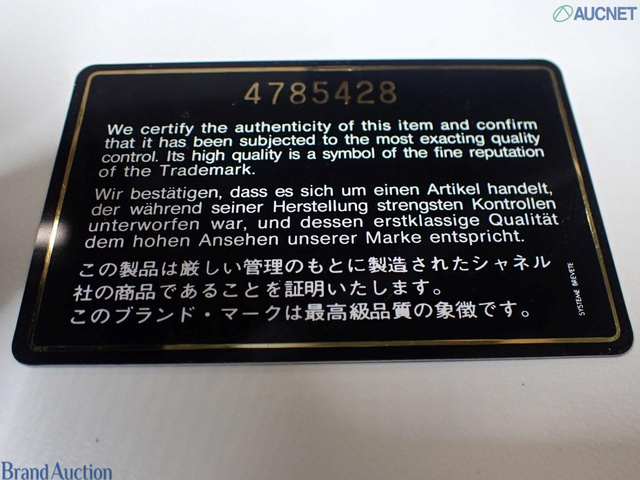 AUCNET
4785428
We certify the authenticity of this item and confirm
that it has been subjected to the most exacting quality
control. Its high quality is a symbol of the fine reputation
of the Trademark.
Wir bestätigen, dass es sich um einen Artikel handelt,
der während seiner Herstellung strengsten Kontrollen
unterworfen war, und dessen erstklassige Qualität
dem hohen Ansehen unserer Marke entspricht.
この製品は厳しい管理のもとに製造されたシャネル
社の商品であることを証明いたします。
このブランド・マークは最高級品質の象徴です。
SYSTEME BREVETE
Brand Auction